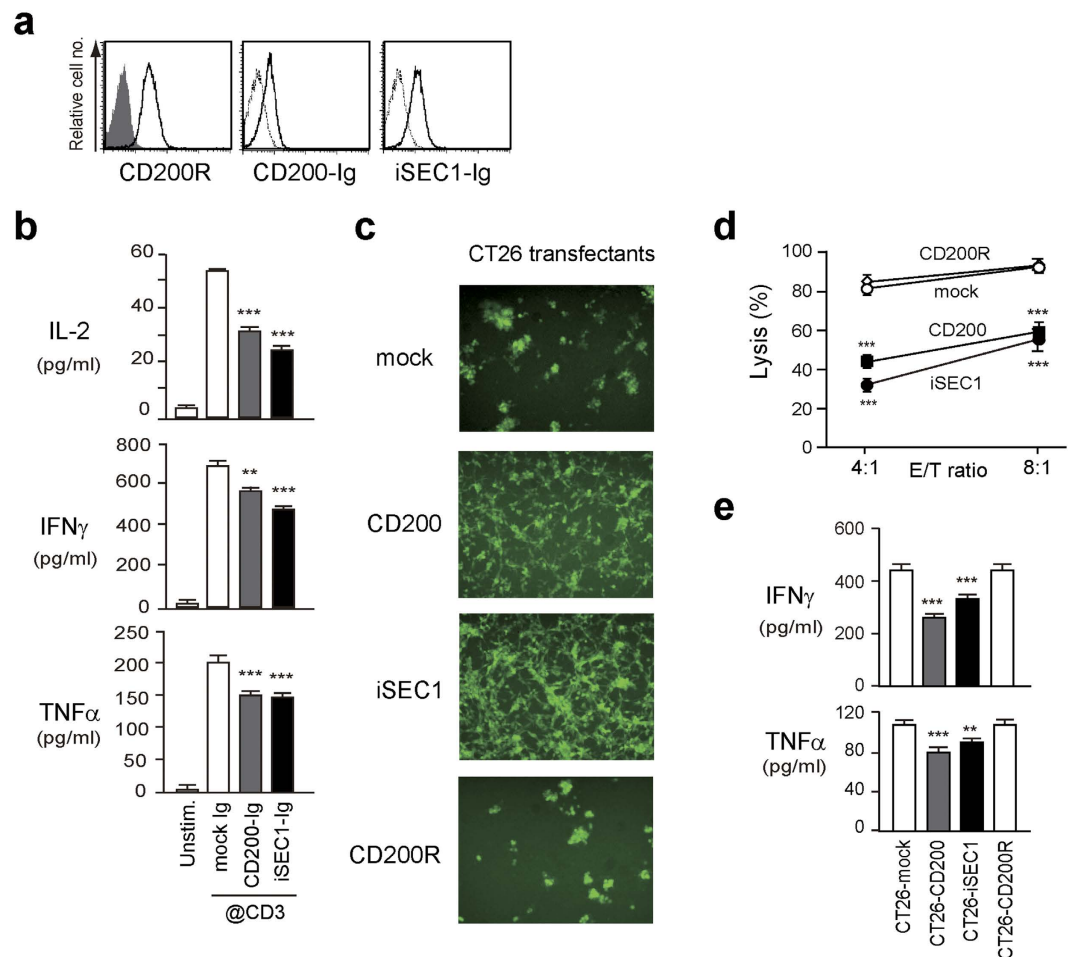 a
Relative cell no.
CD200R
CD200-Ig
iSEC1-Ig
b
IL-2
(pg/ml)
60
40
20
0
***
***
IFNγ
(pg/ml)
800
600
400
200
0
**
***
TNFα
(pg/ml)
250
200
150
100
50
0
***
***
Unstim.
mock Ig
CD200-Ig
iSEC1-Ig
@CD3
c
CT26 transfectants
mock
CD200
iSEC1
CD200R
d
Lysis (%)
100
80
60
40
20
0
CD200R
mock
CD200
iSEC1
***
***
***
***
4:1
E/T ratio
8:1
e
IFNγ
(pg/ml)
600
400
200
0
***
***
TNFα
(pg/ml)
120
80
40
0
***
**
CT26-mock
CT26-CD200
CT26-iSEC1
CT26-CD200R